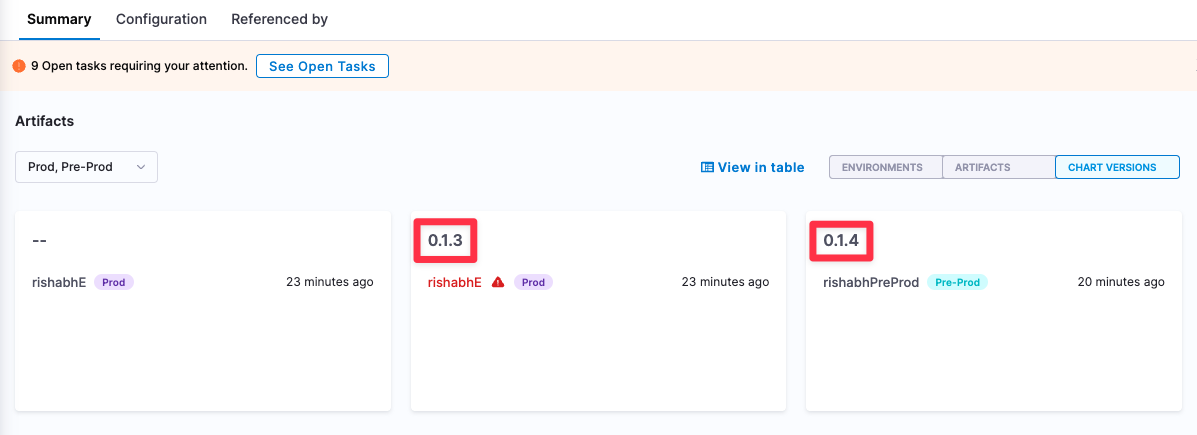 Summary Configuration Referenced by
9 Open tasks requiring your attention. See Open Tasks
Artifacts
Prod, Pre-Prod View in table ENVIRONMENTS ARTIFACTS CHART VERSIONS
--
rishabhE Prod 23 minutes ago
0.1.3
rishabhE Prod 23 minutes ago
0.1.4
rishabhPreProd Pre-Prod 20 minutes ago